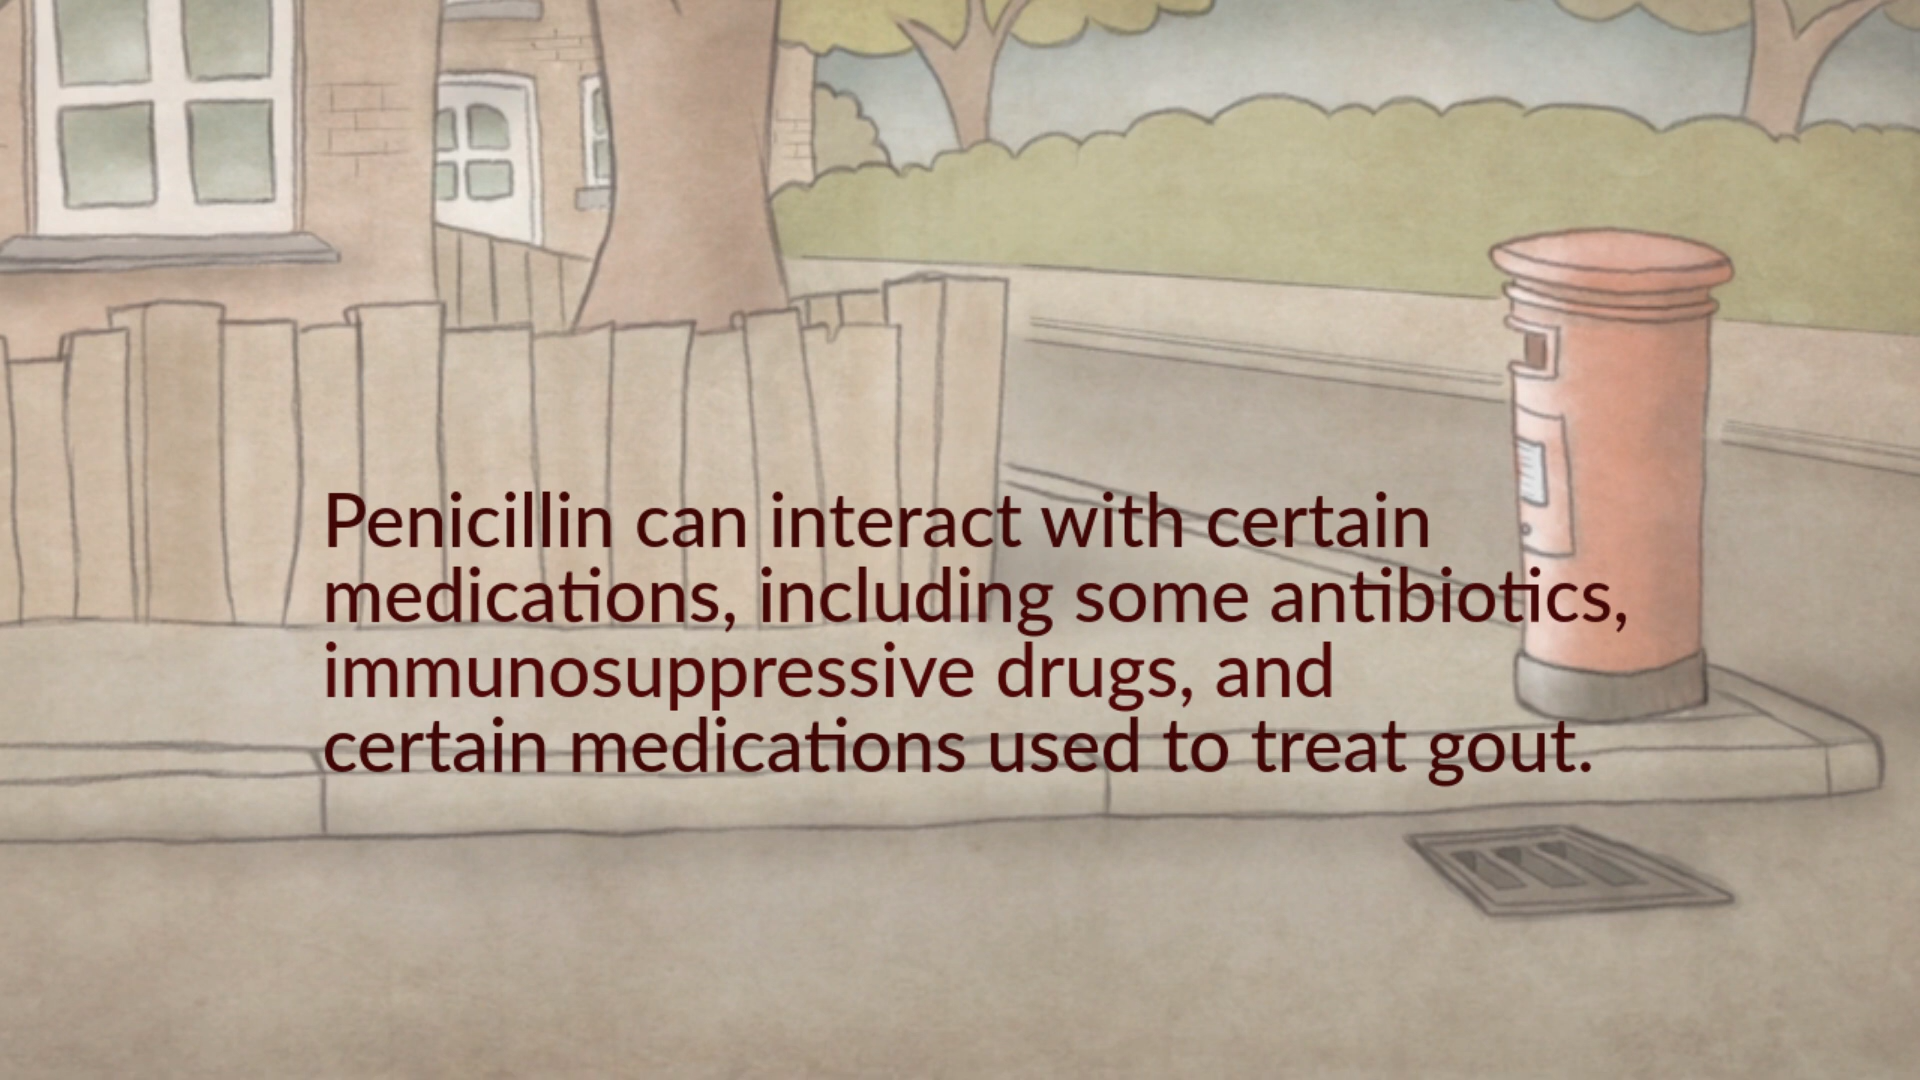 Penicillin can interact with certain
medications, including some antibiotics,
immunosuppressive drugs, and
certain medications used to treat gout.